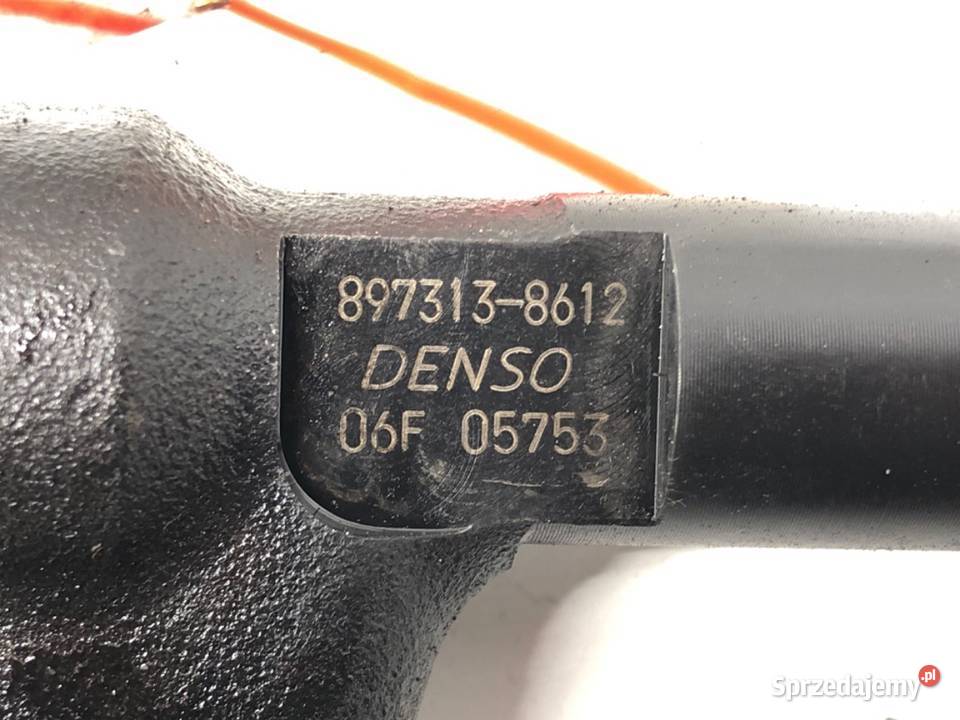 897313-8612
DENSO
06F 05753
Sprzedajemy.pl